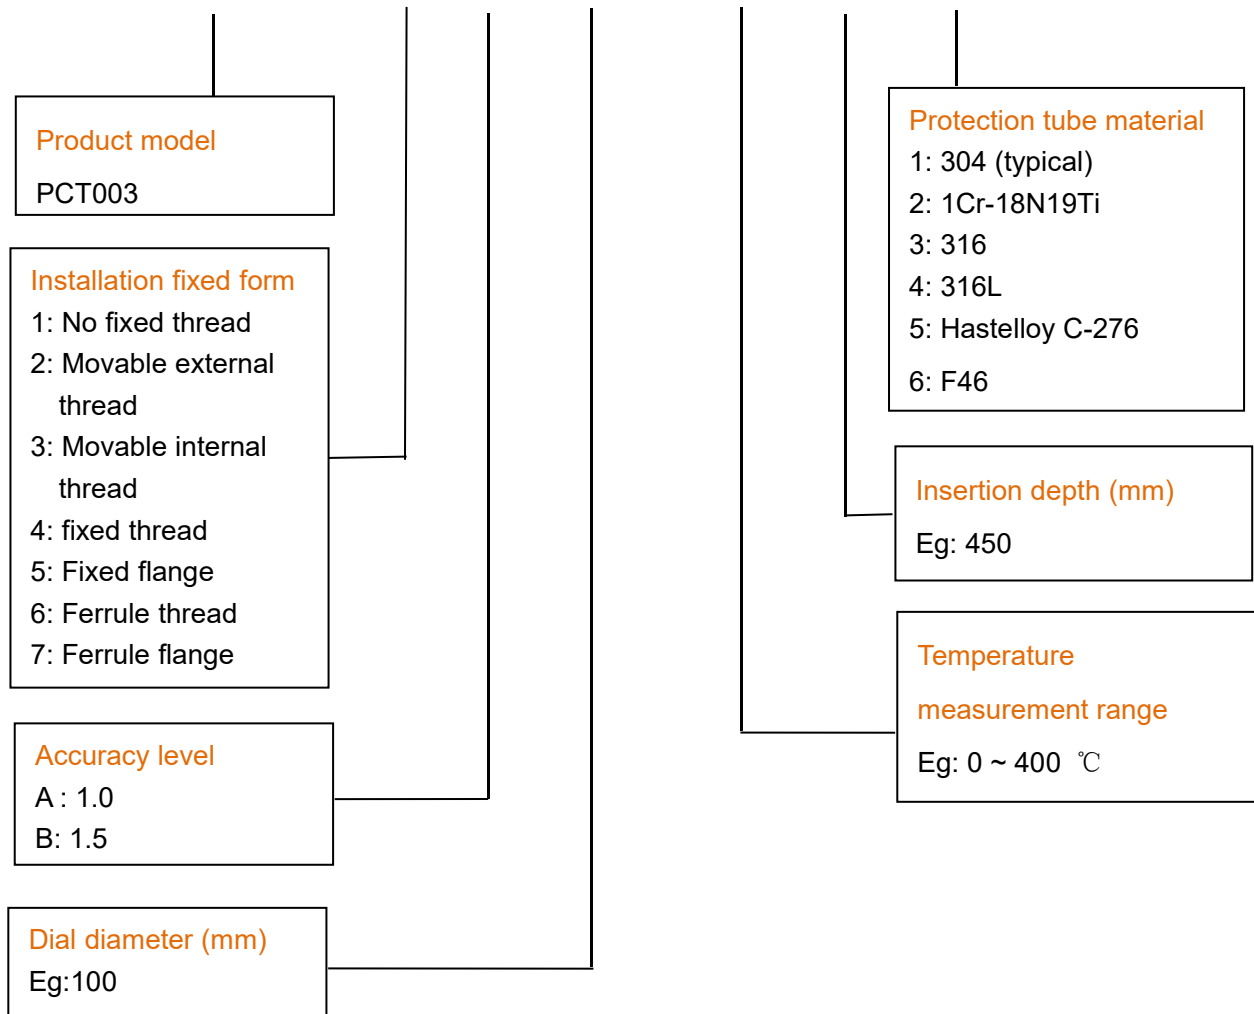 Product model
PCT003
Installation fixed form
1: No fixed thread
2: Movable external
thread
3: Movable internal
thread
4: fixed thread
5: Fixed flange
6: Ferrule thread
7: Ferrule flange
Accuracy level
A : 1.0
B: 1.5
Dial diameter (mm)
Eg:100
Protection tube material
1: 304 (typical)
2: 1Cr-18N19Ti
3: 316
4: 316L
5: Hastelloy C-276
6: F46
Insertion depth (mm)
Eg: 450
Temperature
measurement range
Eg: 0 ~ 400 ℃